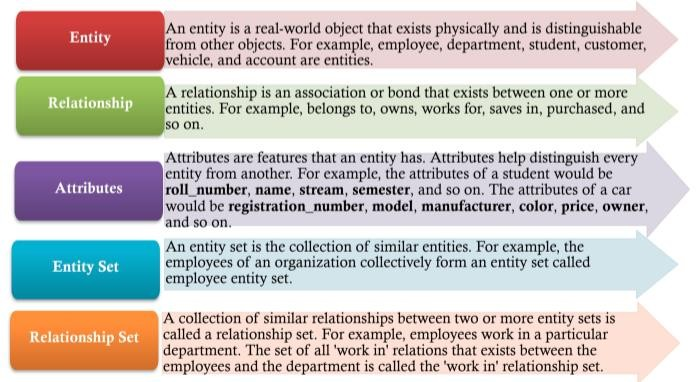 Entity
An entity is a real-world object that exists physically and is distinguishable
from other objects. For example, employee, department, student, customer,
vehicle, and account are entities.
Relationship
A relationship is an association or bond that exists between one or more
entities. For example, belongs to, owns, works for, saves in, purchased, and
so on.
Attributes
Attributes are features that an entity has. Attributes help distinguish every
entity from another. For example, the attributes of a student would be
roll_number, name, stream, semester, and so on. The attributes of a car
would be registration_number, model, manufacturer, color, price, owner,
and so on.
Entity Set
An entity set is the collection of similar entities. For example, the
employees of an organization collectively form an entity set called
employee entity set.
Relationship Set
A collection of similar relationships between two or more entity sets is
called a relationship set. For example, employees work in a particular
department. The set of all 'work in' relations that exists between the
employees and the department is called the 'work in' relationship set.